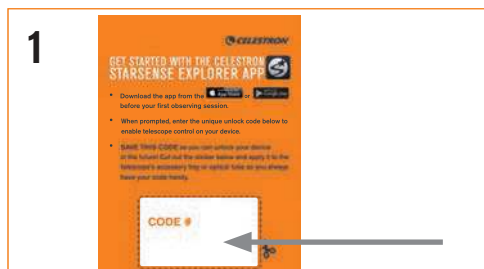 1
CELESTRON
GET STARTED WITH THE CELESTRON
STARSENSE EXPLORER APP
• Download the app from the App Store or Google play
before your first observing session.
• When prompted, enter the unique unlock code below to
enable telescope control on your device.
• SAVE THIS CODE so you can unlock your device
in the future! Cut out the sticker below and apply it to the
telescope's accessory tray or optical tube so you always
have your code handy.
CODE #